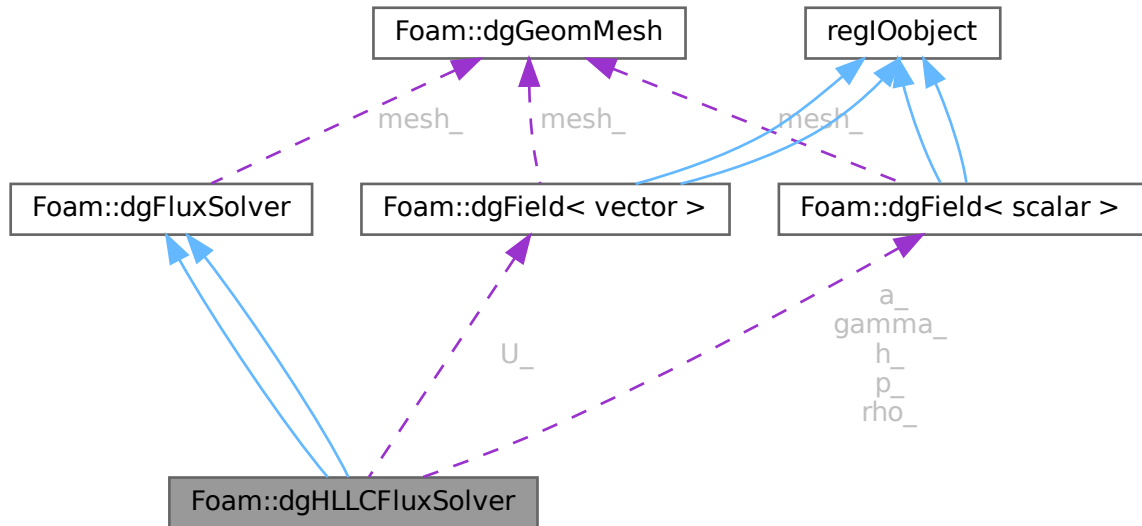 Foam::dgGeomMesh
regIOobject
mesh_
mesh_
mesh_
Foam::dgFluxSolver
Foam::dgField< vector >
Foam::dgField< scalar >
U_
a_
gamma_
h_
p_
rho_
Foam::dgHLLCFluxSolver